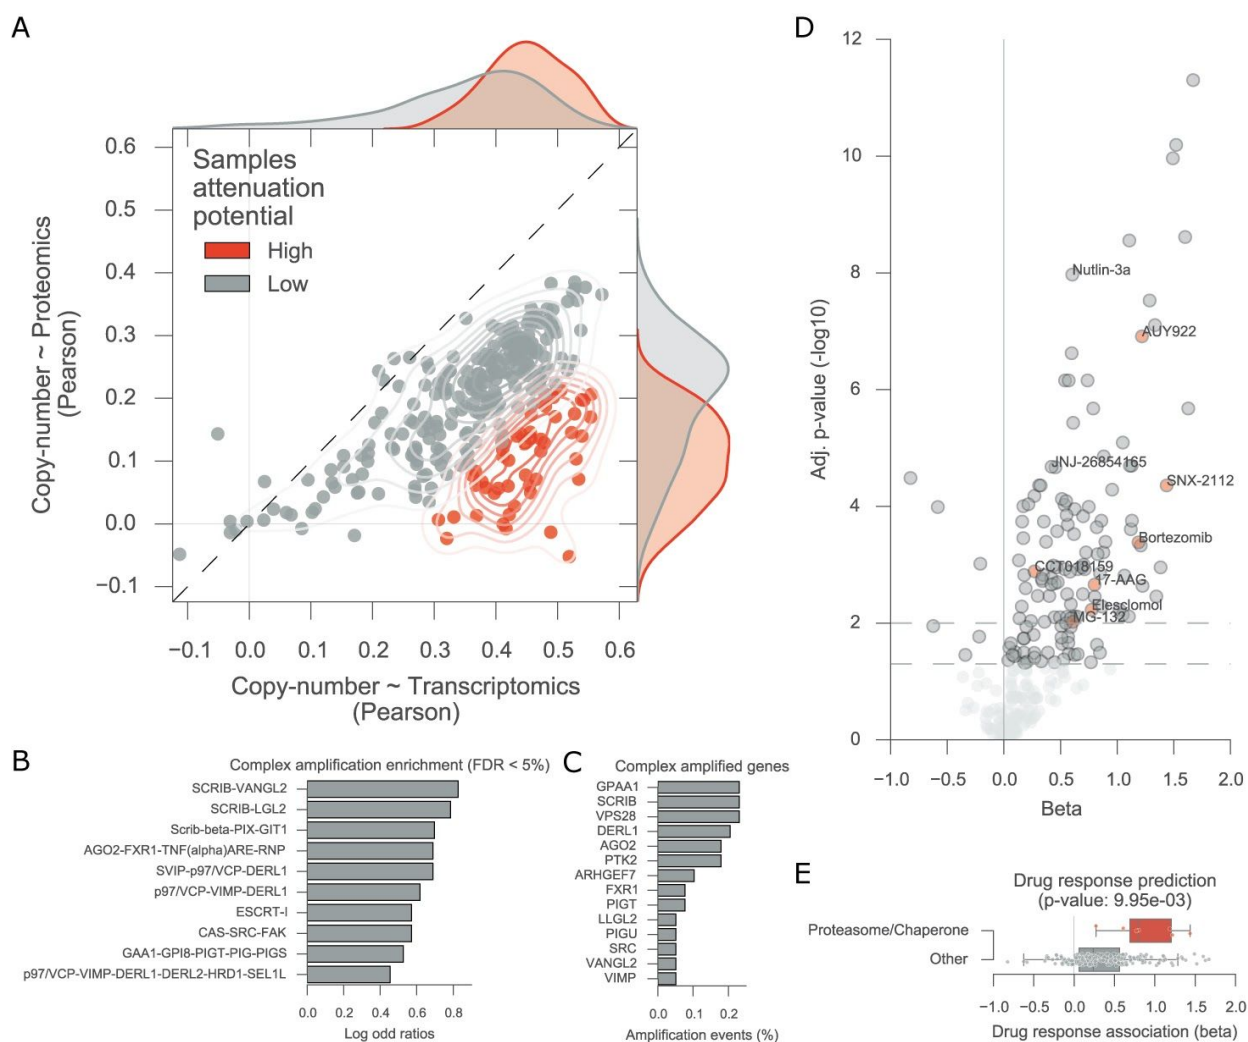 A
Samples
attenuation
potential
High
Low
0.6
0.5
0.4
0.3
0.2
0.1
0.0
−0.1
Copy-number ~ Proteomics
(Pearson)
−0.1
0.0
0.1
0.2
0.3
0.4
0.5
0.6
Copy-number ~ Transcriptomics
(Pearson)
B
Complex amplification enrichment (FDR < 5%)
SCRIB-VANGL2
SCRIB-LGL2
Scrib-beta-PIX-GIT1
AGO2-FXR1-TNF(alpha)ARE-RNP
SVIP-p97/VCP-DERL1
p97/VCP-VIMP-DERL1
ESCRT-I
CAS-SRC-FAK
GAA1-GPI8-PIGT-PIG-PIGS
p97/VCP-VIMP-DERL1-DERL2-HRD1-SEL1L
0.0
0.2
0.4
0.6
0.8
Log odd ratios
C
Complex amplified genes
GPAA1
SCRIB
VPS28
DERL1
AGO2
PTK2
ARHGEF7
FXR1
PIGT
LLGL2
PIGU
SRC
VANGL2
VIMP
0.0
0.1
0.2
Amplification events (%)
D
12
10
8
6
4
2
0
Adj. p-value (-log10)
Nutlin-3a
AUY922
JNJ-26854165
SNX-2112
Bortezomib
CCT018159
17-AAG
Elesclomol
MG-132
−1.0
−0.5
0.0
0.5
1.0
1.5
2.0
Beta
E
Drug response prediction
(p-value: 9.95e-03)
Proteasome/Chaperone
Other
−1.0
−0.5
0.0
0.5
1.0
1.5
2.0
Drug response association (beta)